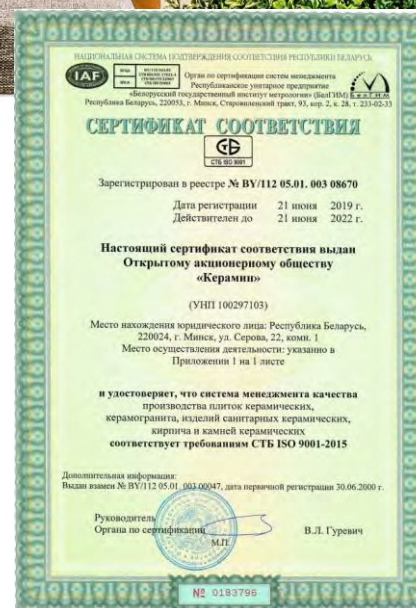 НАЦИОНАЛЬНАЯ СИСТЕМА ПОДТВЕРЖДЕНИЯ СООТВЕТСТВИЯ РЕСПУБЛИКИ БЕЛАРУСЬ
IAF
Орган по сертификации систем менеджмента
Республиканское унитарное предприятие
«Белорусский государственный институт метрологии» (БелГИМ)
БелГИМ
Республика Беларусь, 220053, г. Минск, Старовиленский тракт, 93, кор. 2, к. 28, т. 233-02-33
СЕРТИФИКАТ СООТВЕТСТВИЯ
СТБ ISO 9001
Зарегистрирован в реестре № BY/112 05.01. 003 08670
Дата регистрации 21 июня 2019 г.
Действителен до 21 июня 2022 г.
Настоящий сертификат соответствия выдан
Открытому акционерному обществу
«Керамин»
(УНП 100297103)
Место нахождения юридического лица: Республика Беларусь,
220024, г. Минск, ул. Серова, 22, комн. 1
Место осуществления деятельности: указано в
Приложении 1 на 1 листе
и удостоверяет, что система менеджмента качества
производства плиток керамических,
керамогранита, изделий санитарных керамических,
кирпича и камней керамических
соответствует требованиям СТБ ISO 9001-2015
Дополнительная информация:
Выдан взамен № BY/112 05.01. 003 00047, дата первичной регистрации 30.06.2000 г.
Руководитель
Органа по сертификации
В.Л. Гуревич
М.П.
№ 0183796